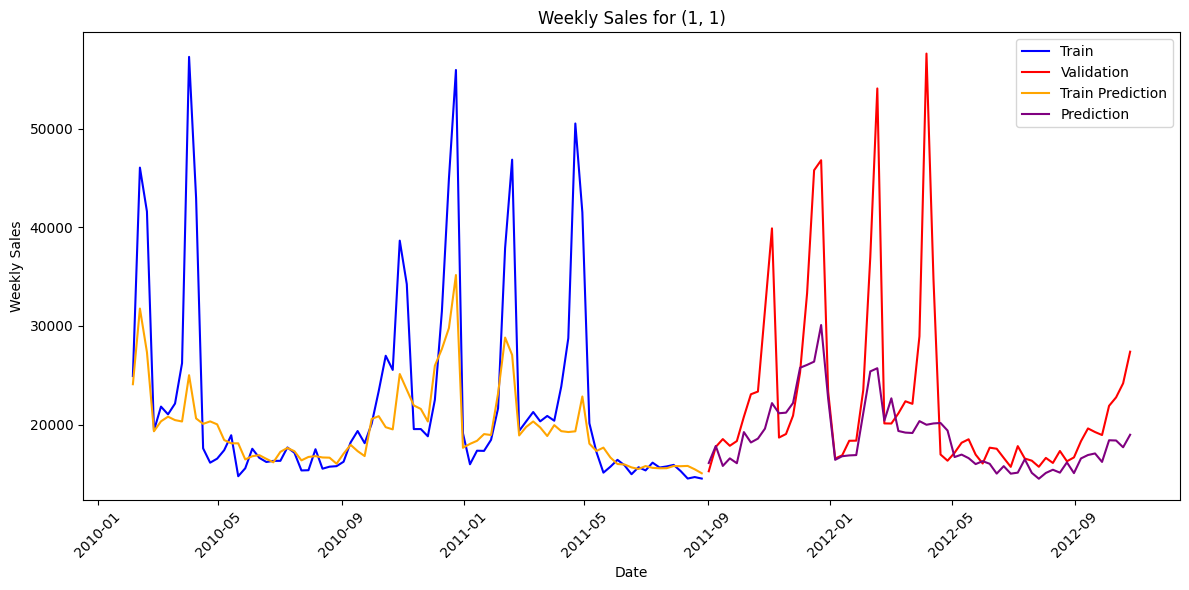 Weekly Sales for (1, 1)
Train
Validation
Train Prediction
Prediction
Weekly Sales
50000
40000
30000
20000
2010-01
2010-05
2010-09
2011-01
2011-05
2011-09
2012-01
2012-05
2012-09
Date